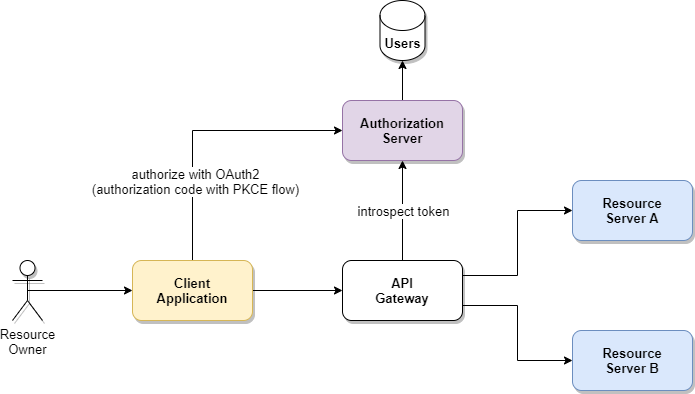 Users
Authorization
Server
authorize with OAuth2
(authorization code with PKCE flow)
introspect token
Resource
Server A
Client
Application
API
Gateway
Resource
Owner
Resource
Server B